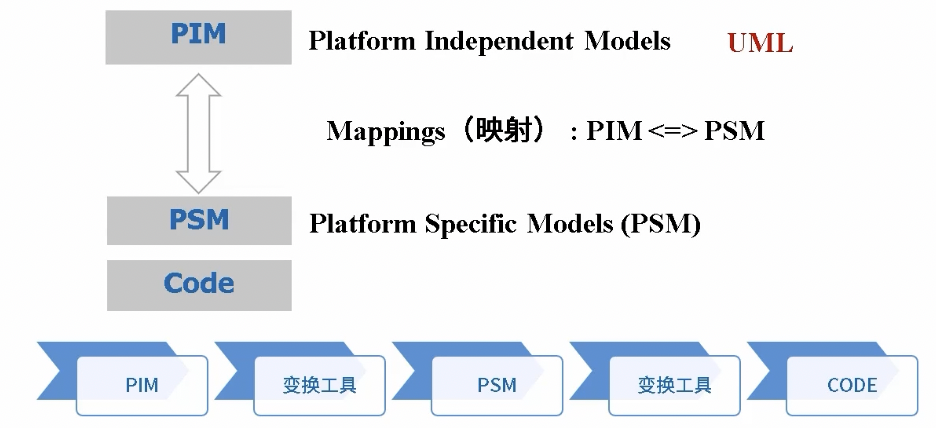 PIM
Platform Independent Models UML
Mappings（映射）: PIM <=> PSM
PSM
Platform Specific Models (PSM)
Code
PIM
变换工具
PSM
变换工具
CODE